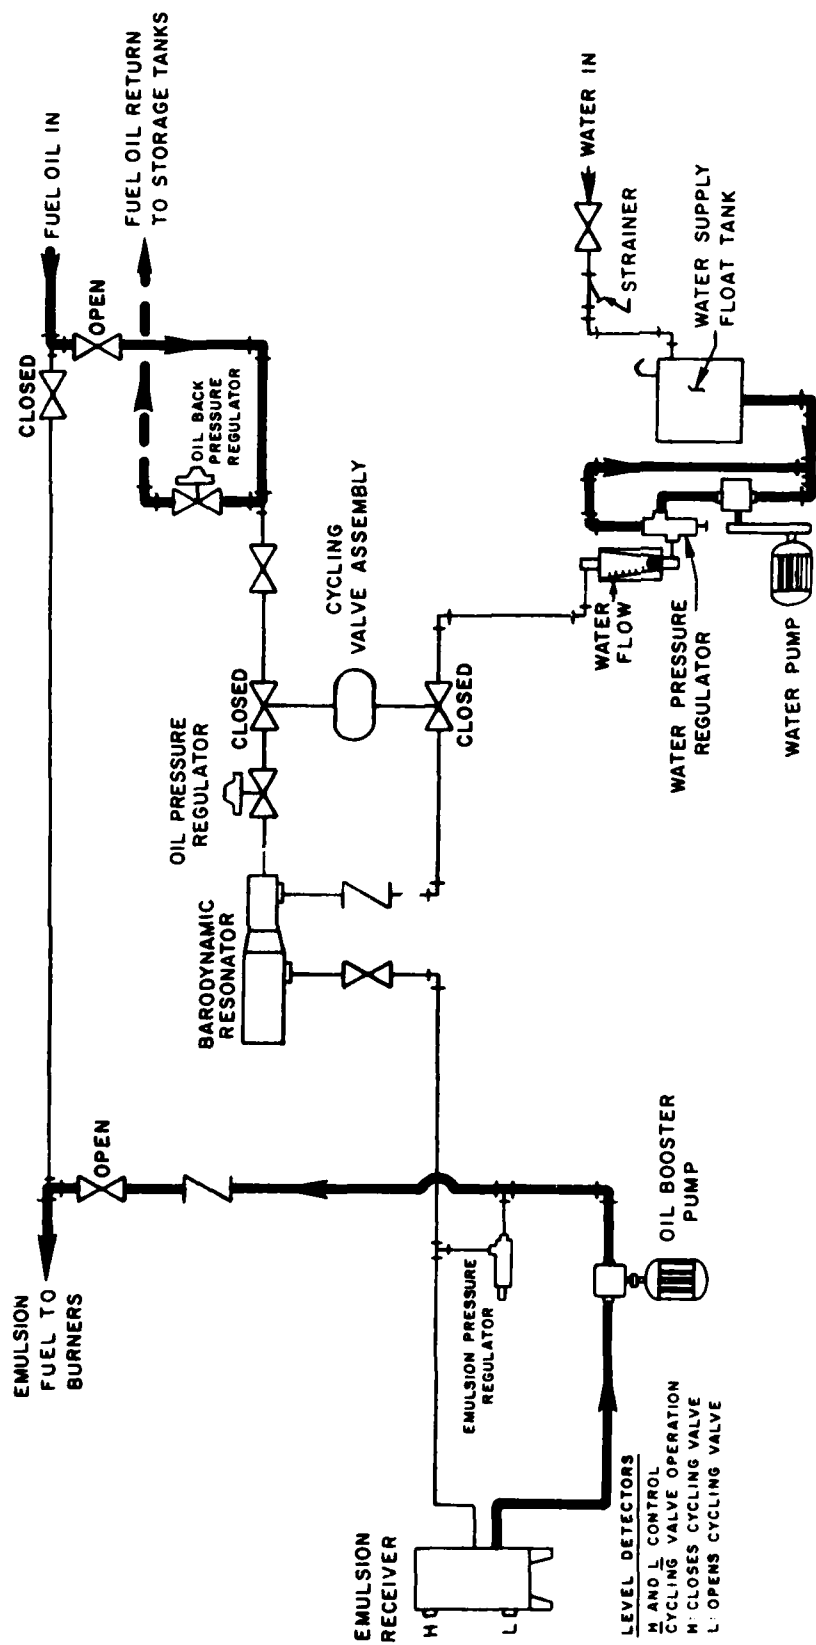 FUEL OIL IN
FUEL OIL RETURN
TO STORAGE TANKS
CLOSED
OPEN
OIL BACK
PRESSURE
REGULATOR
WATER IN
STRAINER
WATER SUPPLY
FLOAT TANK
CYCLING
VALVE ASSEMBLY
CLOSED
CLOSED
OIL PRESSURE
REGULATOR
WATER
FLOW
WATER PRESSURE
REGULATOR
WATER PUMP
BARODYNAMIC
RESONATOR
OPEN
EMULSION
FUEL TO
BURNERS
OIL BOOSTER
PUMP
EMULSION PRESSURE
REGULATOR
EMULSION
RECEIVER
H
L
LEVEL DETECTORS
H AND L CONTROL
CYCLING VALVE OPERATION
H: CLOSES CYCLING VALVE
L: OPENS CYCLING VALVE